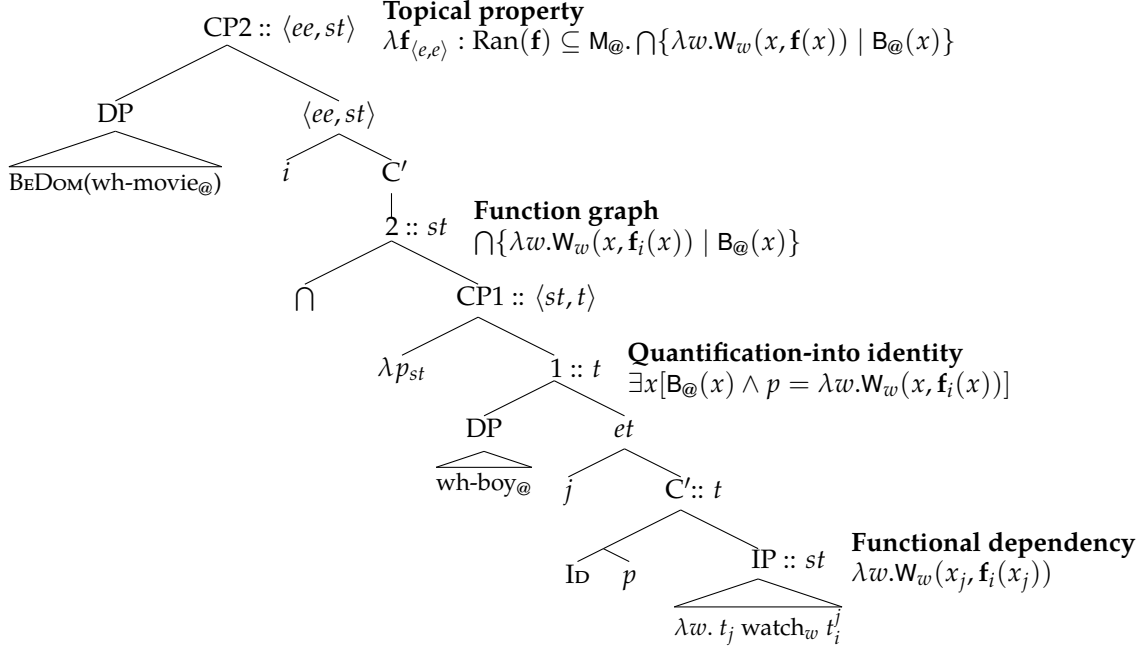 Topical property
CP2 :: ⟨ee, st⟩
λf⟨e,e⟩ : Ran(f) ⊆ M@.⋂{λw.Ww(x, f(x)) | B@(x)}
DP
⟨ee, st⟩
BEDOM(wh-movie@)
i
C′
Function graph
2 :: st
⋂{λw.Ww(x, fi(x)) | B@(x)}
⋂
CP1 :: ⟨st, t⟩
Quantification-into identity
λpst
1 :: t
∃x[B@(x) ∧ p = λw.Ww(x, fi(x))]
DP
et
wh-boy@
j
C′:: t
Functional dependency
ID
p
IP :: st
λw.Ww(xj, fi(xj))
λw. tj watchw tij